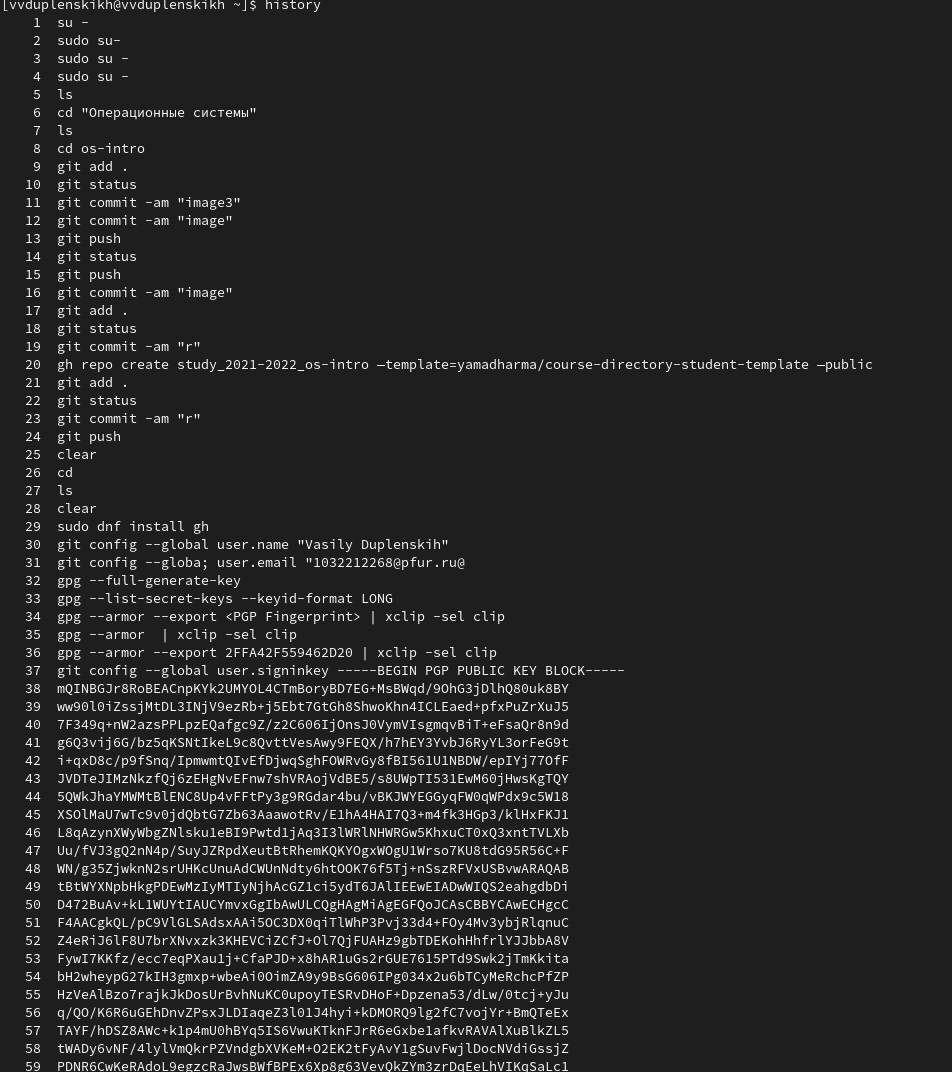 [vvduplenskikh@vvduplenskikh ~]$ history
1 su -
2 sudo su-
3 sudo su -
4 sudo su -
5 ls
6 cd "Операционные системы"
7 ls
8 cd os-intro
9 git add .
10 git status
11 git commit -am "image3"
12 git commit -am "image"
13 git push
14 git status
15 git push
16 git commit -am "image"
17 git add .
18 git status
19 git commit -am "r"
20 gh repo create study_2021-2022_os-intro —template=yamadharma/course-directory-student-template —public
21 git add .
22 git status
23 git commit -am "r"
24 git push
25 clear
26 cd
27 ls
28 clear
29 sudo dnf install gh
30 git config --global user.name "Vasily Duplenskih"
31 git config --globa; user.email "1032212268@pfur.ru@
32 gpg --full-generate-key
33 gpg --list-secret-keys --keyid-format LONG
34 gpg --armor --export <PGP Fingerprint> | xclip -sel clip
35 gpg --armor  | xclip -sel clip
36 gpg --armor --export 2FFA42F559462D20 | xclip -sel clip
37 git config --global user.signinkey -----BEGIN PGP PUBLIC KEY BLOCK-----
38 mQINBGJr8RoBEACnpKYk2UMYOL4CTmBoryBD7EG+MsBWqd/9OhG3jDlhQ80uk8BY
39 ww90l0iZssjMtDL3INjV9ezRb+j5Ebt7GtGh8ShwoKhn4ICLEaed+pfxPuZrXuJ5
40 7F349q+nW2azsPPLpzEQafgc9Z/z2C606IjOnsJ0VymVIsgmqvBiT+eFsaQr8n9d
41 g6Q3vij6G/bz5qKSNtIkeL9c8QvttVesAwy9FEQX/h7hEY3YvbJ6RyYL3orFeG9t
42 i+qxD8c/p9fSnq/IpmwmtQIvEfDjwqSghFOWRvGy8fBI561U1NBDW/epIYj77OfF
43 JVDTeJIMzNkzfQj6zEHgNvEFnw7shVRAojVdBE5/s8UWpTI531EwM60jHwsKgTQY
44 5QWkJhaYMWMtBlENC8Up4vFFtPy3g9RGdar4bu/vBKJWYEGGyqFW0qWPdx9c5W18
45 XSOlMaU7wTc9v0jdQbtG7Zb63AaawotRv/E1hA4HAI7Q3+m4fk3HGp3/klHxFKJ1
46 L8qAzynXWyWbgZNlsku1eBI9Pwtd1jAq3I3lWRlNHWRGw5KhxuCT0xQ3xntTVLXb
47 Uu/fVJ3gQ2nN4p/SuyJZRpdXeutBtRhemKQKYOgxWOgU1Wrso7KU8tdG95R56C+F
48 WN/g35ZjwknN2srUHKcUnuAdCWUnNdty6htOOK76f5Tj+nSszRFVxUSBvwARAQAB
49 tBtWYXNpbHkgPDEwMzIyMTIyNjhAcGZ1ci5ydT6JAlIEEwEIADwWIQS2eahgdbDi
50 D472BuAv+kL1WUYtIAUCYmvxGgIbAwULCQgHAgMiAgEGFQoJCAsCBBYCAwECHgcC
51 F4AACgkQL/pC9VlGLSAdsxAAi5OC3DX0qiTlWhP3Pvj33d4+FOy4Mv3ybjRlqnuC
52 Z4eRiJ6lF8U7brXNvxzk3KHEVCiZCfJ+Ol7QjFUAHz9gbTDEKohHhfrlYJJbbA8V
53 FywI7KKfz/ecc7eqPXau1j+CfaPJD+x8hAR1uGs2rGUE7615PTd9Swk2jTmKkita
54 bH2wheypG27kIH3gmxp+wbeAi0OimZA9y9BsG606IPg034x2u6bTCyMeRchcPfZP
55 HzVeAlBzo7rajkJkDosUrBvhNuKC0upoyTESRvDHoF+Dpzena53/dLw/0tcj+yJu
56 q/QO/K6R6uGEhDnvZPsxJLDIaqeZ3l01J4hyi+kDMORQ9lg2fC7vojYr+BmQTeEx
57 TAYF/hDSZ8AWc+k1p4mU0hBYq5IS6VwuKTknFJrR6eGxbe1afkvRAVAlXuBlkZL5
58 tWADy6vNF/4lylVmQkrPZVndgbXVKeM+O2EK2tFyAvY1gSuvFwjlDocNVdiGssjZ
59 PDNR6CwKeRAdoL9egzcRaJwsBWfBPEx6Xp8g63VevQkZYm3zrDqEeLhVIKqSaLc1